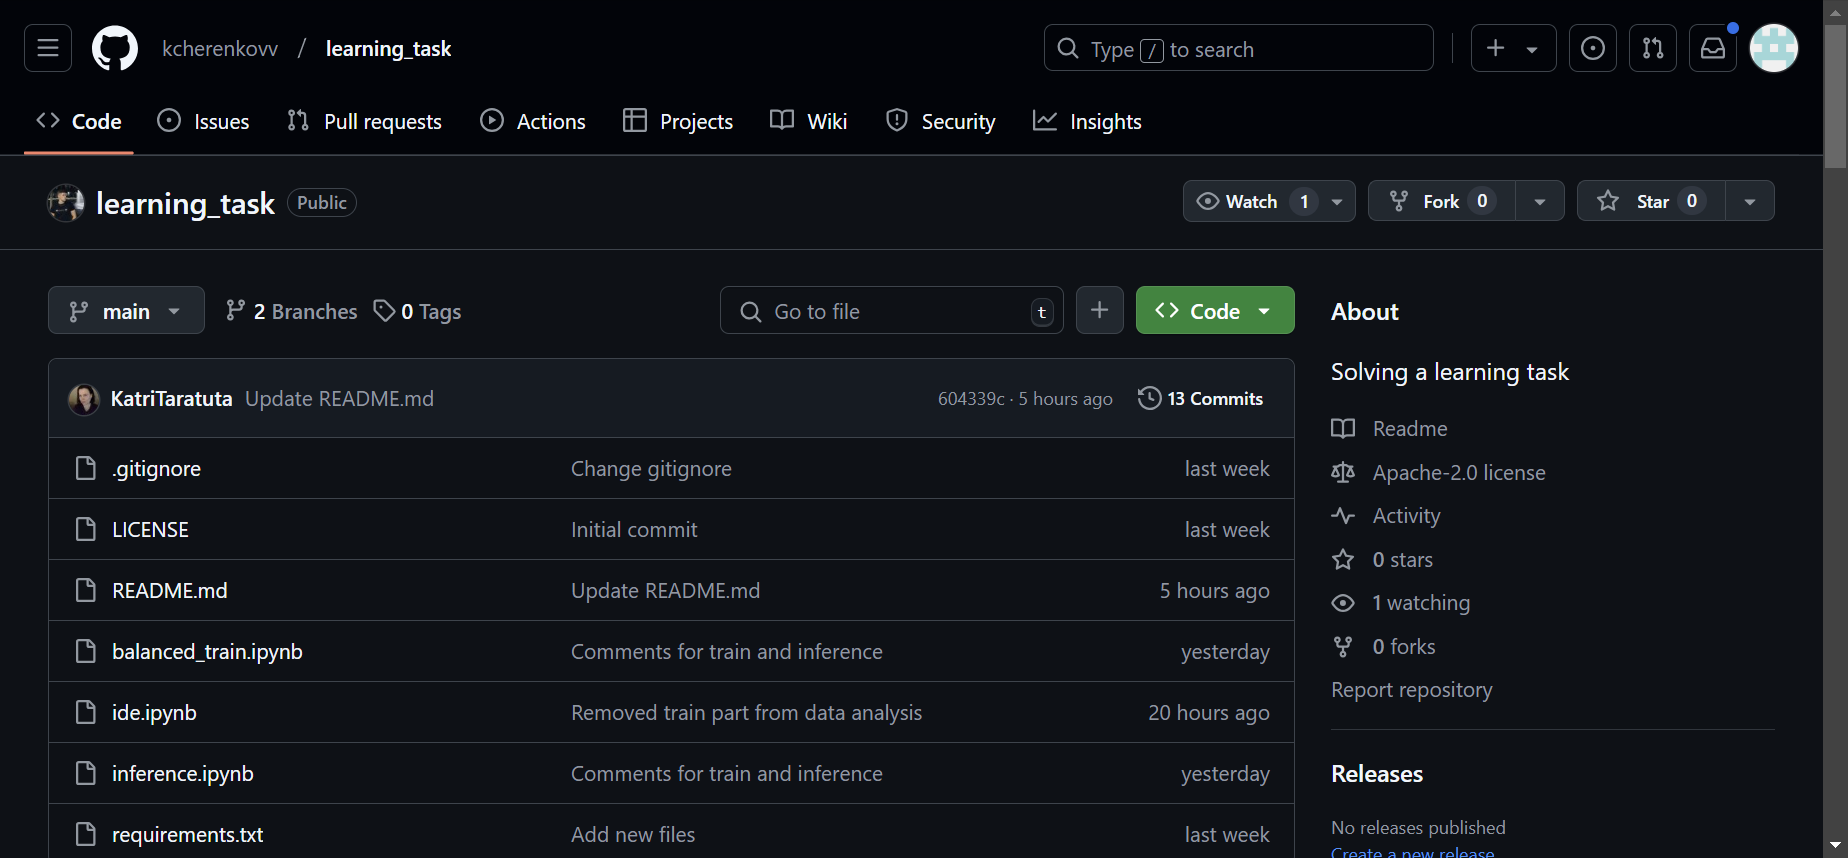 kcherenkovv / learning_task
Type / to search
Code Issues Pull requests Actions Projects Wiki Security Insights
learning_task Public
Watch 1 Fork 0 Star 0
main 2 Branches 0 Tags Go to file t Code
About
Solving a learning task
KatriTaratuta Update README.md 604339c · 5 hours ago 13 Commits
.gitignore Change gitignore last week
LICENSE Initial commit last week
README.md Update README.md 5 hours ago
balanced_train.ipynb Comments for train and inference yesterday
ide.ipynb Removed train part from data analysis 20 hours ago
inference.ipynb Comments for train and inference yesterday
requirements.txt Add new files last week
Readme
Apache-2.0 license
Activity
0 stars
1 watching
0 forks
Report repository
Releases
No releases published
Create a new release